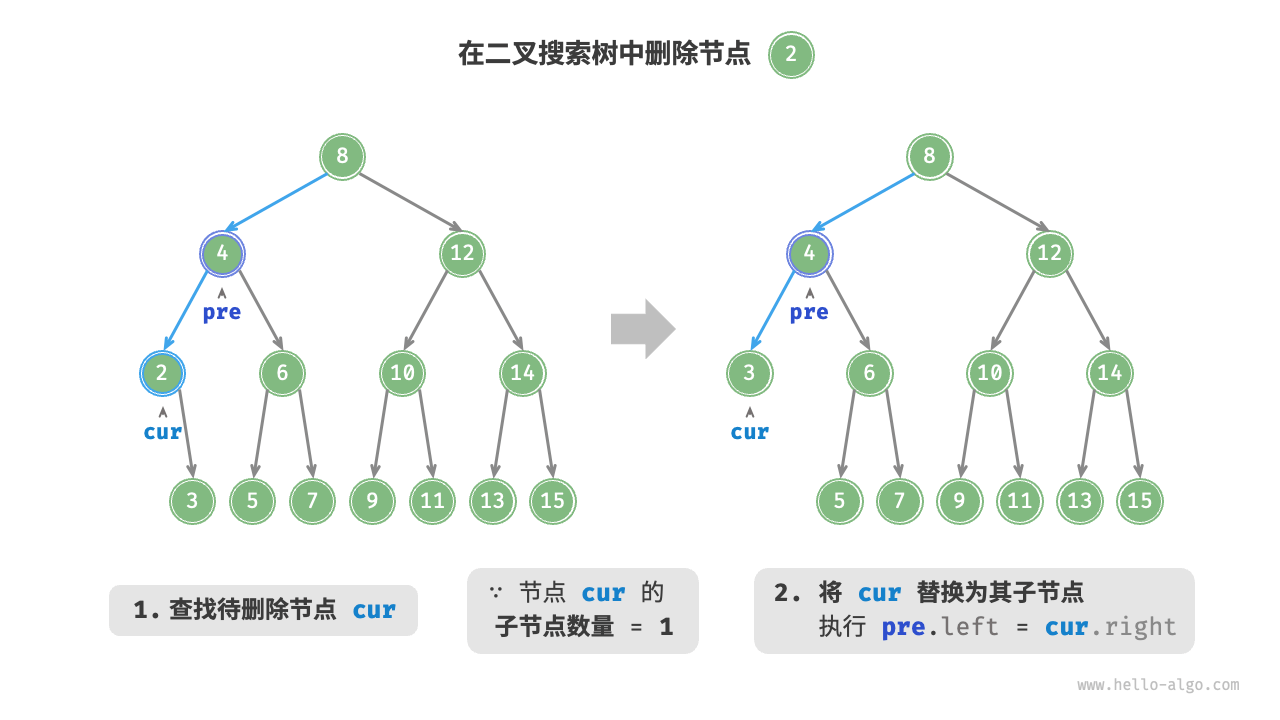 在二叉搜索树中删除节点 2
8
4 12
pre
2 6 10 14
cur
3 5 7 9 11 13 15
8
4 12
pre
3 6 10 14
cur
5 7 9 11 13 15
1. 查找待删除节点 cur
∵ 节点 cur 的
子节点数量 = 1
2. 将 cur 替换为其子节点
执行 pre.left = cur.right
www.hello-algo.com